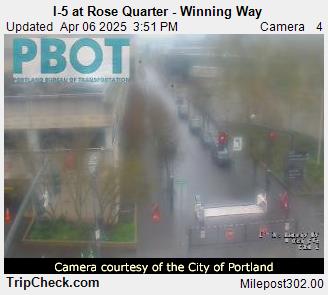 I-5 at Rose Quarter - Winning Way
Updated Apr 06 2025 3:51 PM Camera 4
PBOT
PORTLAND BUREAU OF TRANSPORTATION
Camera courtesy of the City of Portland
TripCheck.com Milepost302.00